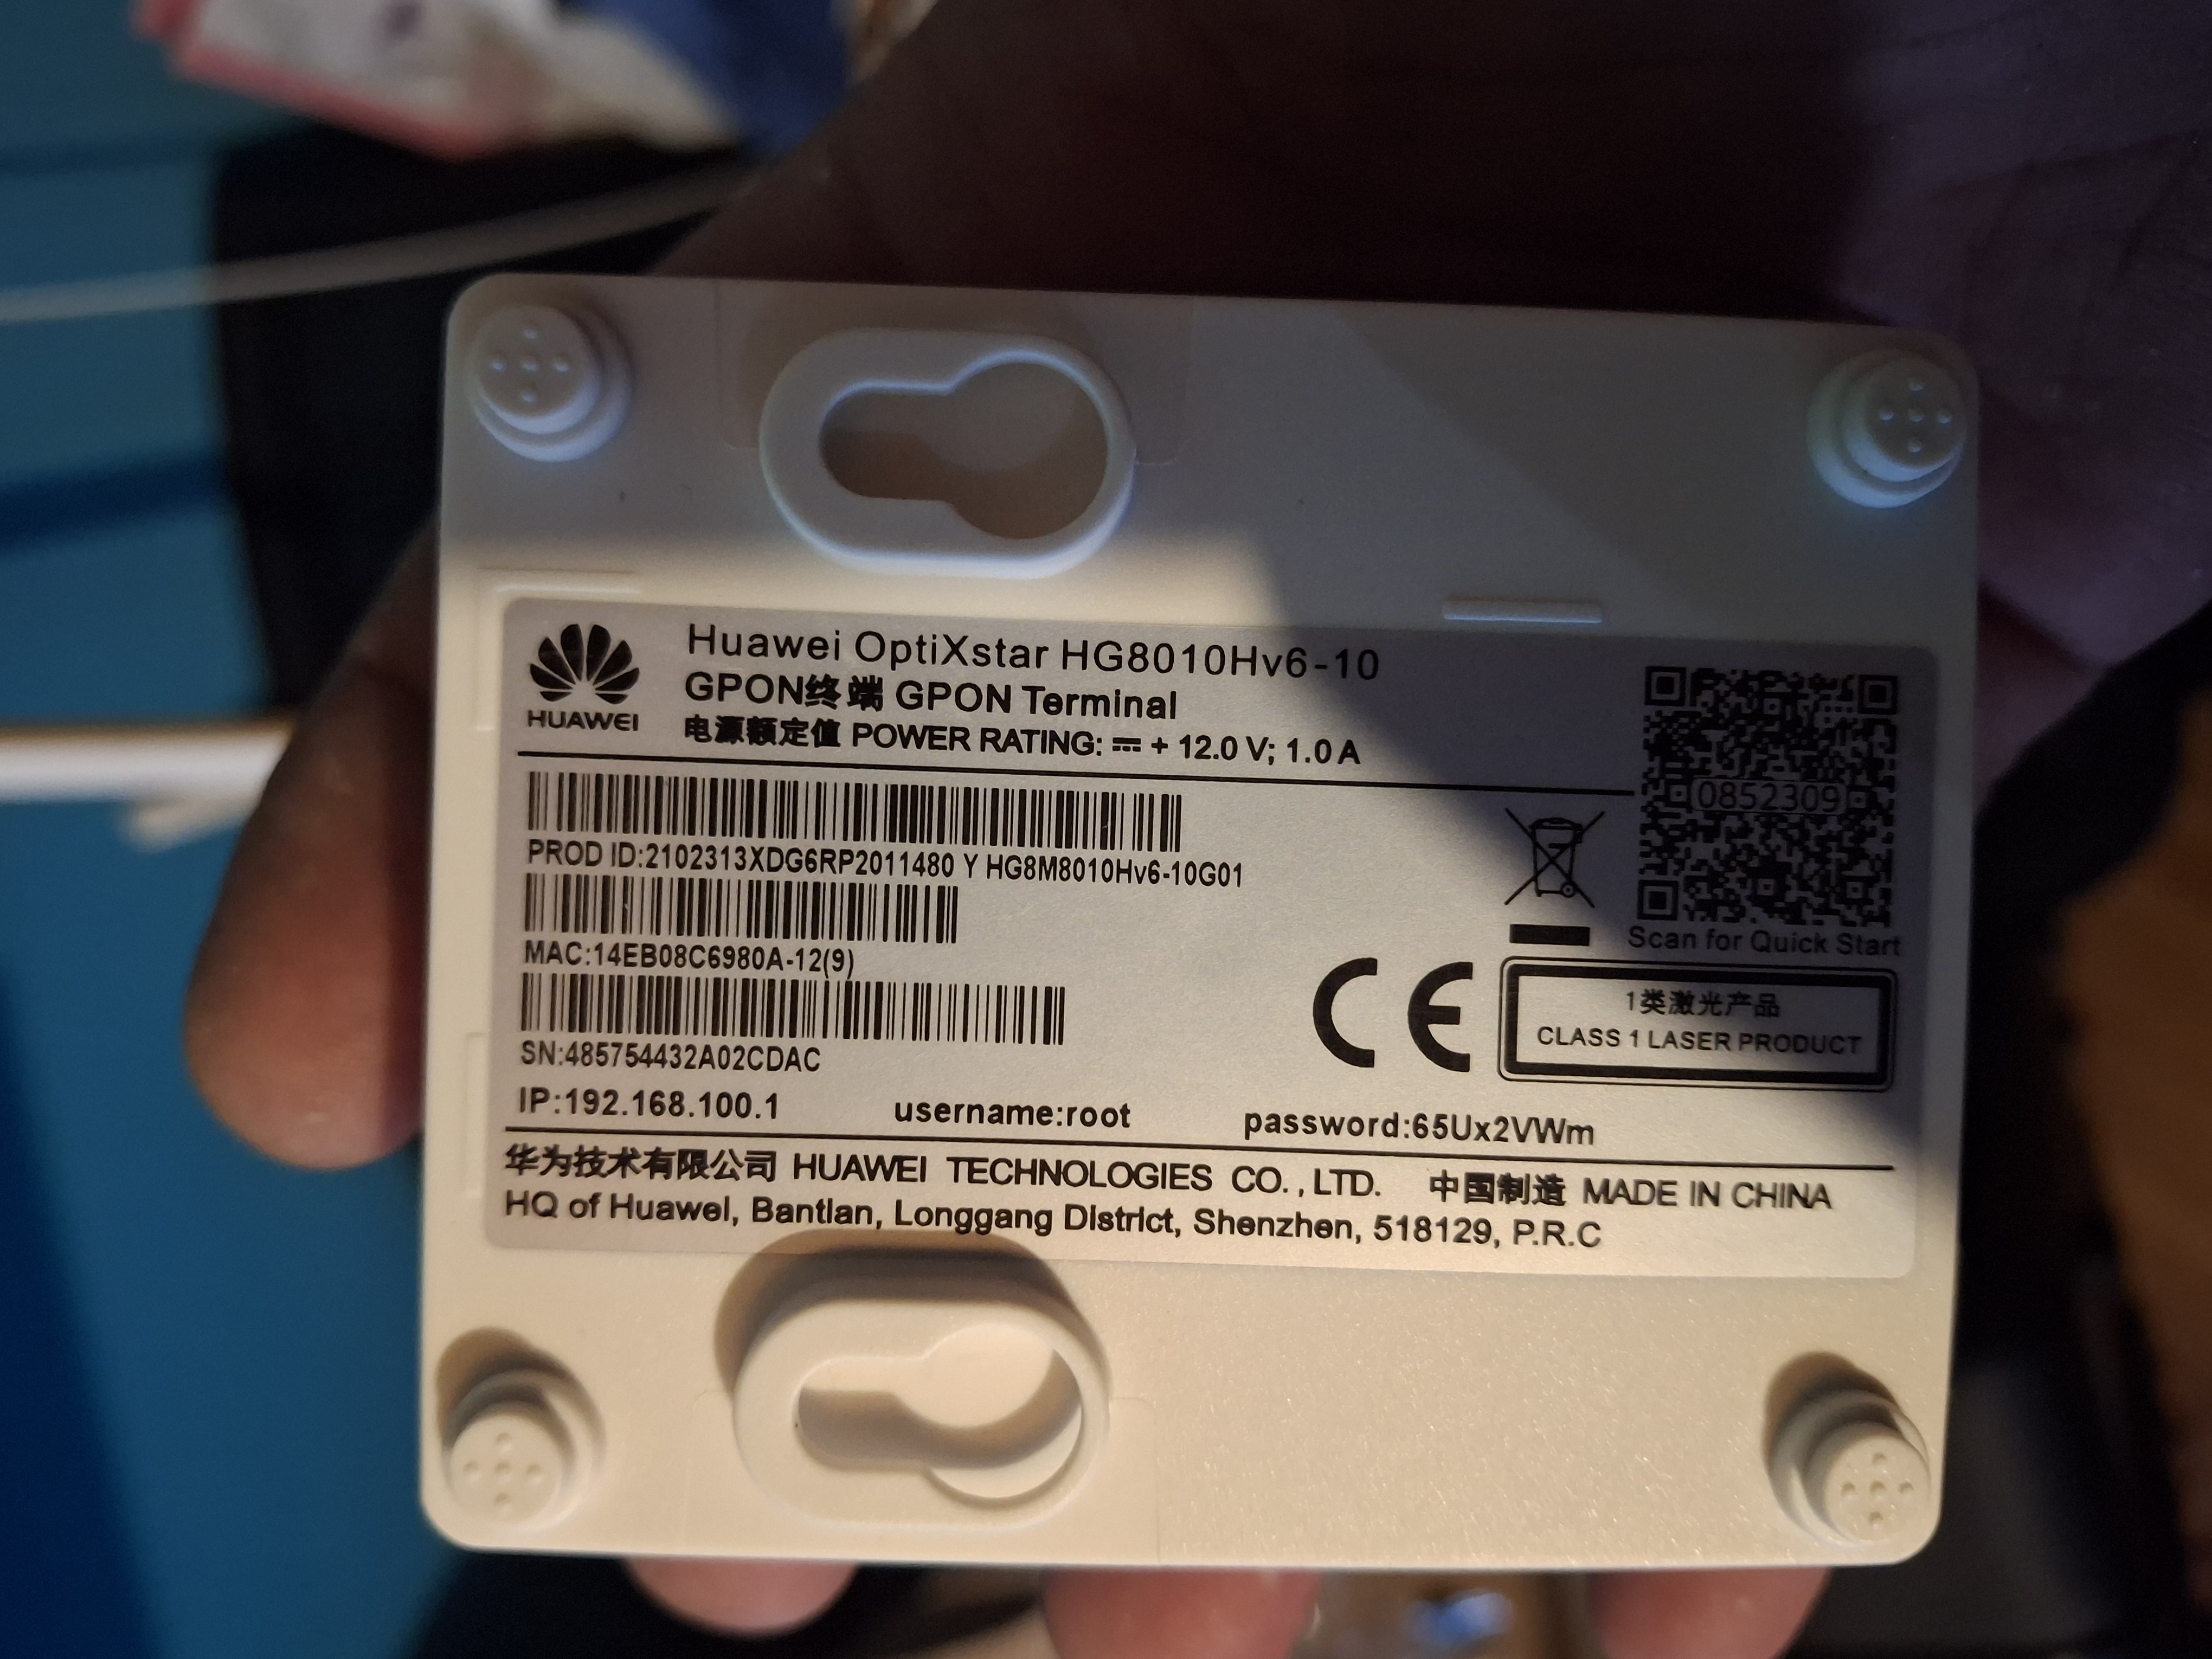 Huawei OptiXstar HG8010Hv6-10
GPON终端 GPON Terminal
HUAWEI
电源额定值 POWER RATING: ⎓ + 12.0 V; 1.0 A
0852309
PROD ID:2102313XDG6RP2011480 Y HG8M8010Hv6-10G01
Scan for Quick Start
MAC:14EB08C6980A-12(9)
CE
1类激光产品
CLASS 1 LASER PRODUCT
SN:485754432A02CDAC
IP:192.168.100.1 username:root password:65Ux2VWm
华为技术有限公司 HUAWEI TECHNOLOGIES CO., LTD. 中国制造 MADE IN CHINA
HQ of Huawei, Bantian, Longgang District, Shenzhen, 518129, P.R.C